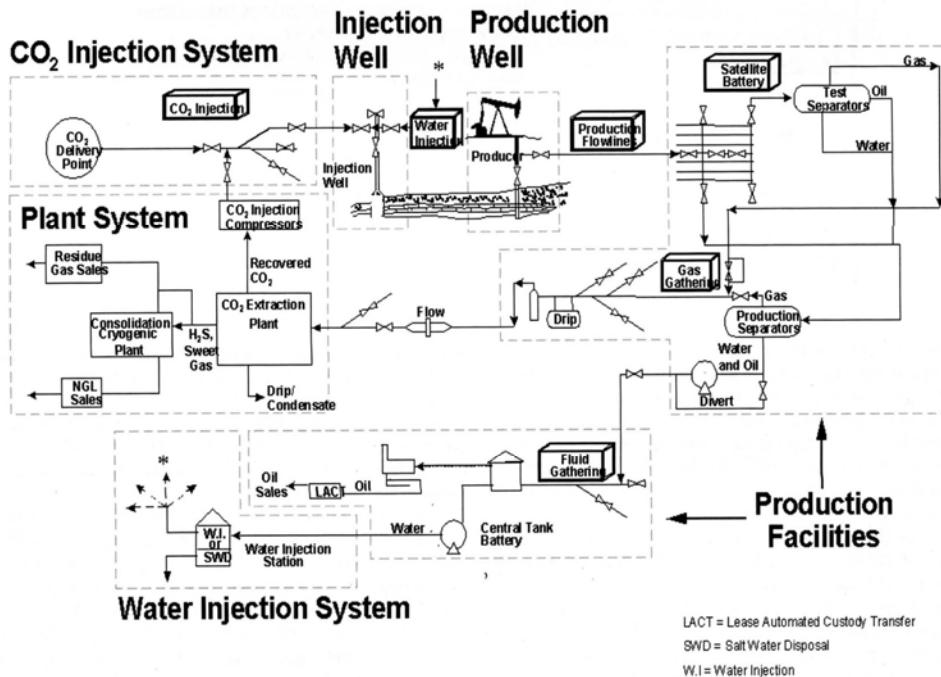 CO₂ Injection System
Injection
Well
Production
Well
Satellite
Battery
Gas
Test
Separators
Oil
Water
CO₂ Injection
*
CO₂
Delivery
Point
Water
Injection
Production
Flowlines
Producer
Injection
Well
Plant System
CO₂ Injection
Compressors
Residue
Gas Sales
Recovered
CO₂
CO₂ Extraction
Plant
Consolidation
Cryogenic
Plant
H₂S,
Sweet
Gas
NGL
Sales
Drip/
Condensate
Flow
Drip
Gas
Gathering
Gas
Production
Separators
Water
and Oil
Divert
Fluid
Gathering
Oil
Sales
LACT
Oil
Central Tank
Battery
Water
*
W.I.
or
SWD
Water Injection
Station
Production
Facilities
Water Injection System
LACT = Lease Automated Custody Transfer
SWD = Salt Water Disposal
W.I = Water Injection